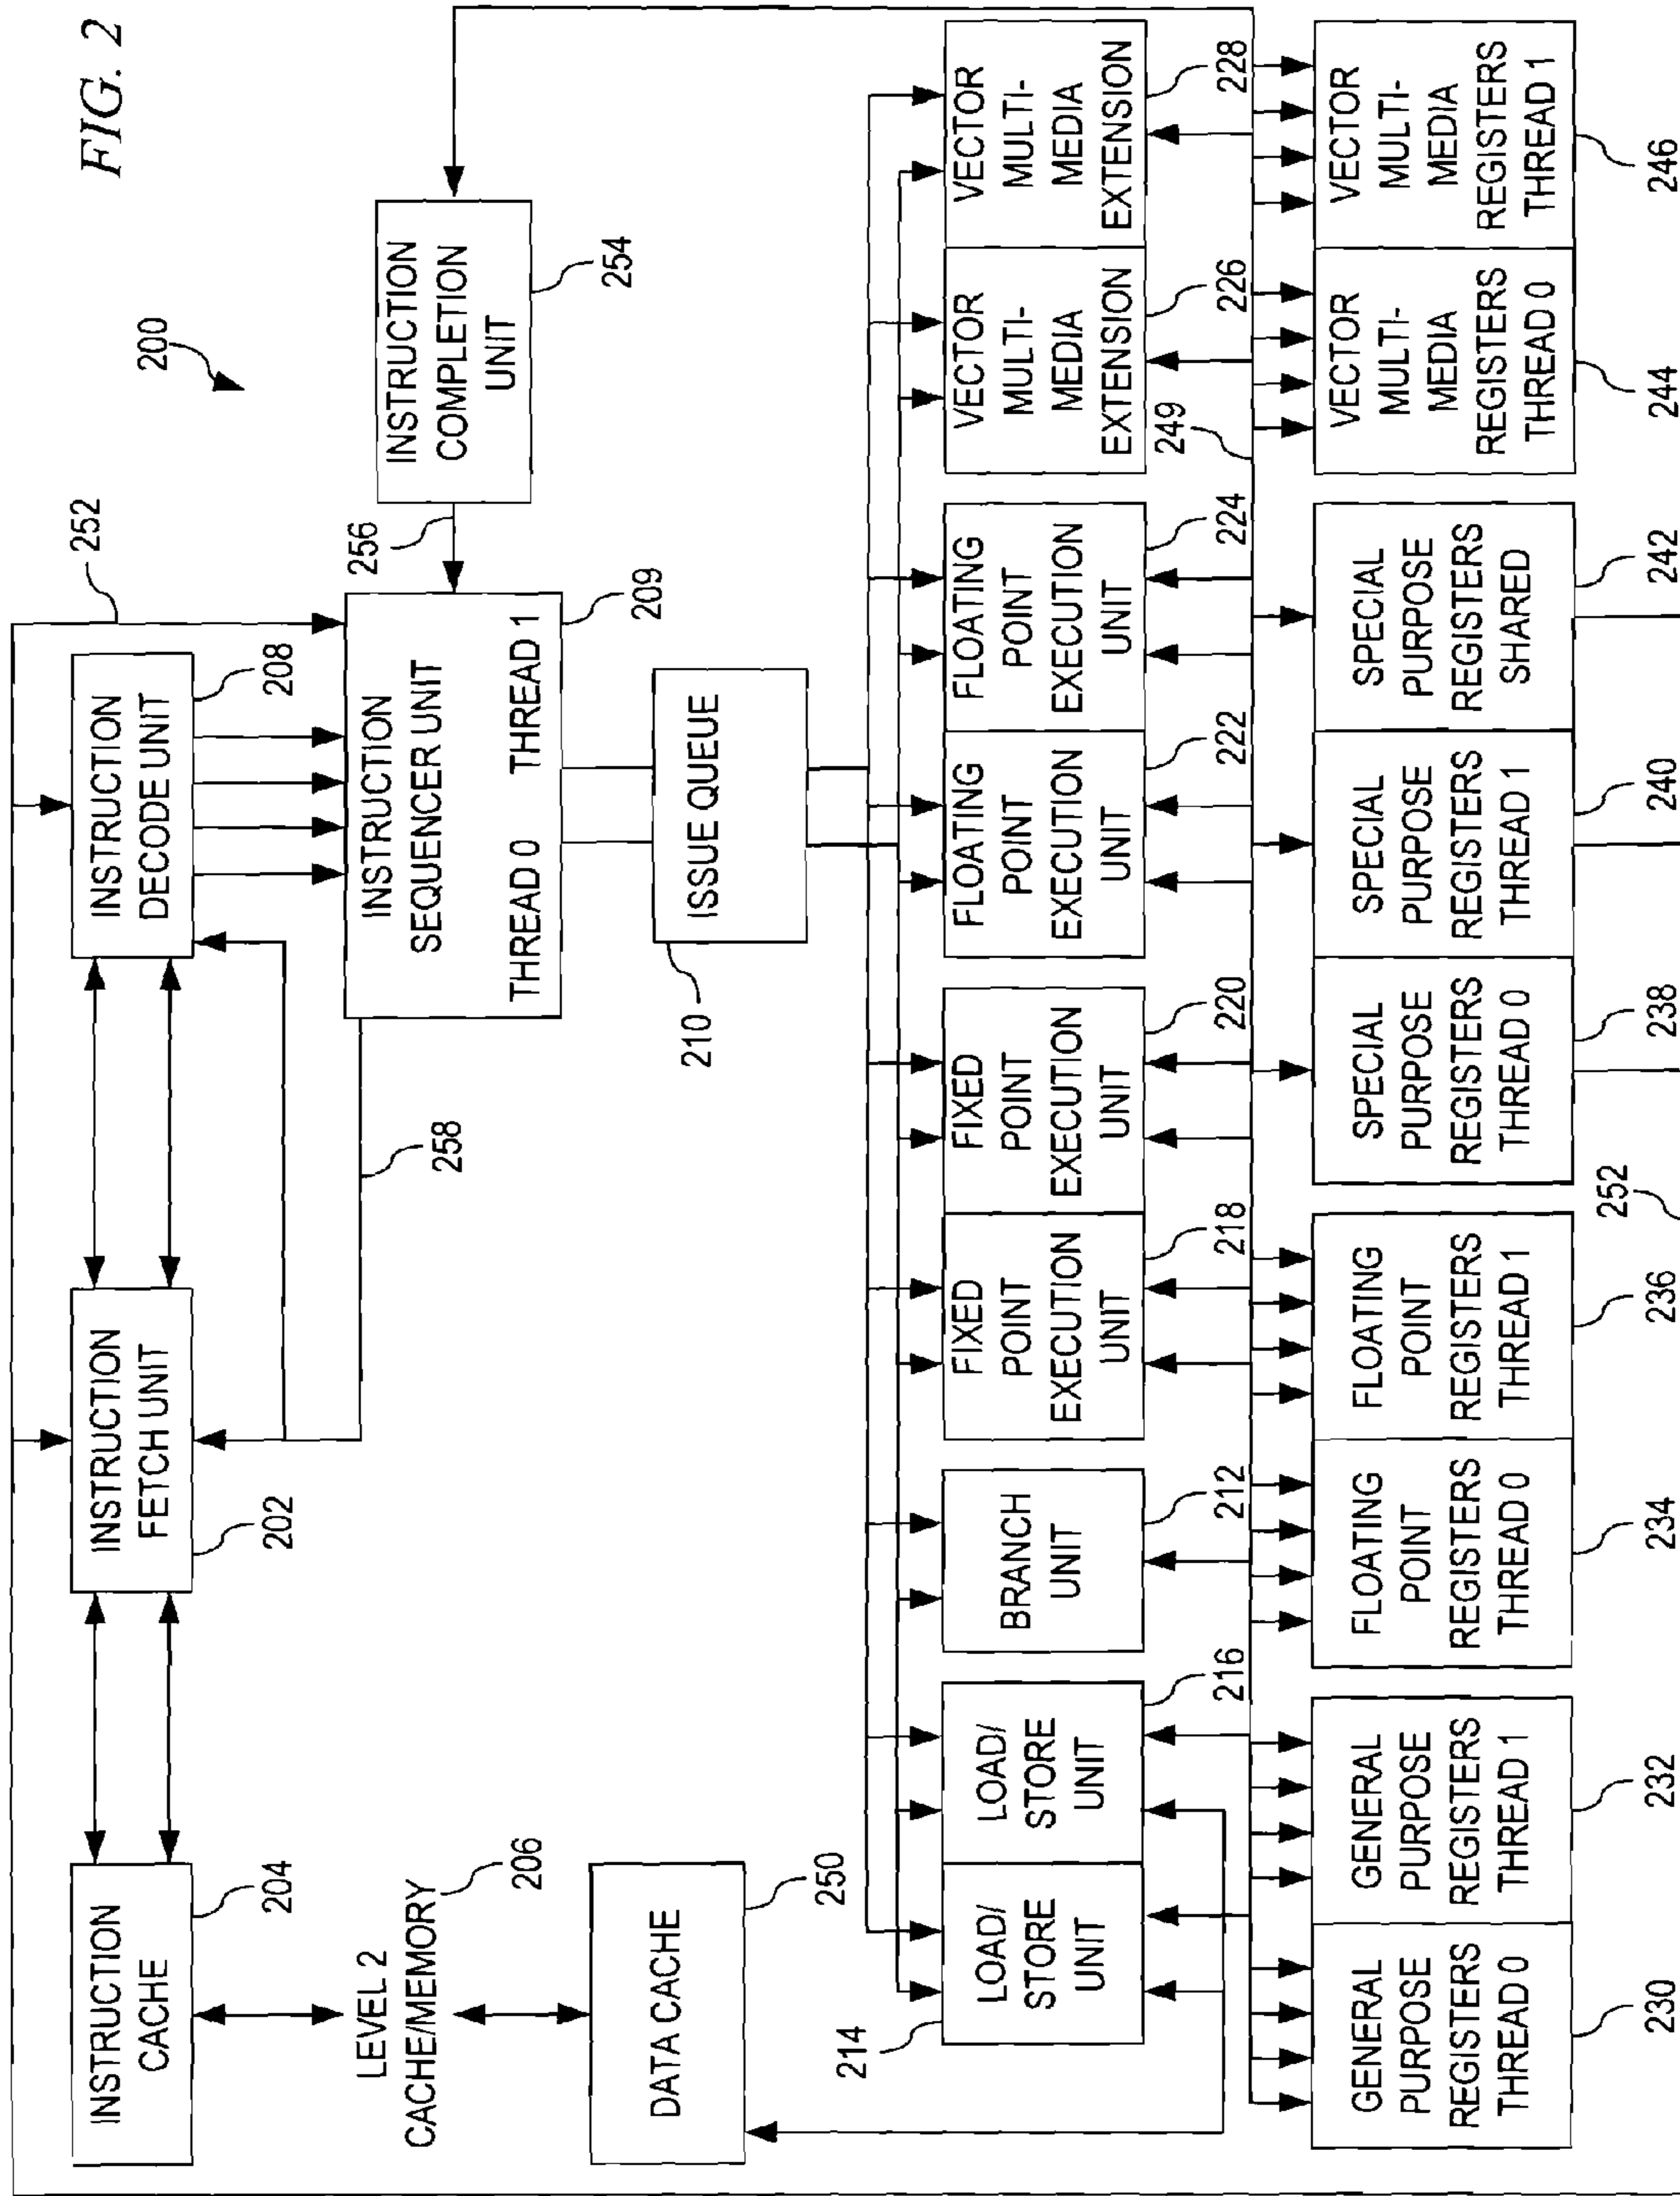 FIG. 2
200
252
INSTRUCTION
CACHE
204
INSTRUCTION
FETCH UNIT
202
INSTRUCTION
DECODE UNIT
208
LEVEL 2
CACHE/MEMORY
206
258
INSTRUCTION
SEQUENCER UNIT
THREAD 0
THREAD 1
209
256
INSTRUCTION
COMPLETION
UNIT
254
DATA CACHE
250
210
ISSUE QUEUE
214
LOAD/
STORE
UNIT
LOAD/
STORE
UNIT
216
BRANCH
UNIT
212
FIXED
POINT
EXECUTION
UNIT
218
FIXED
POINT
EXECUTION
UNIT
220
FLOATING
POINT
EXECUTION
UNIT
222
FLOATING
POINT
EXECUTION
UNIT
224
VECTOR
MULTI-
MEDIA
EXTENSION
226
VECTOR
MULTI-
MEDIA
EXTENSION
228
249
GENERAL
PURPOSE
REGISTERS
THREAD 0
230
GENERAL
PURPOSE
REGISTERS
THREAD 1
232
FLOATING
POINT
REGISTERS
THREAD 0
234
FLOATING
POINT
REGISTERS
THREAD 1
236
SPECIAL
PURPOSE
REGISTERS
THREAD 0
238
SPECIAL
PURPOSE
REGISTERS
THREAD 1
240
SPECIAL
PURPOSE
REGISTERS
SHARED
242
VECTOR
MULTI-
MEDIA
REGISTERS
THREAD 0
244
VECTOR
MULTI-
MEDIA
REGISTERS
THREAD 1
246
252